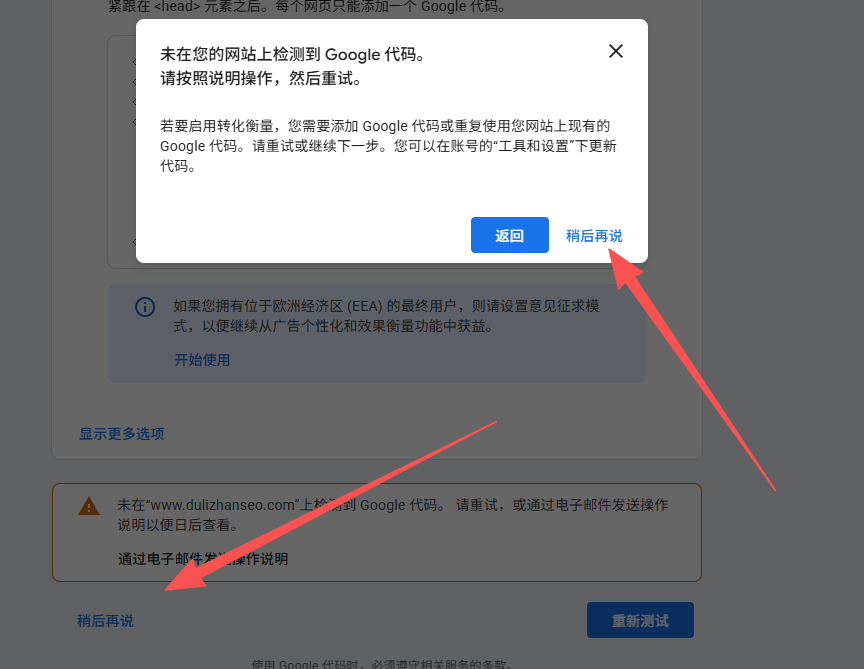 紧跟在 <head> 元素之后。每个网页只能添加一个 Google 代码。
未在您的网站上检测到 Google 代码。
请按照说明操作，然后重试。
若要启用转化衡量，您需要添加 Google 代码或重复使用您网站上现有的
Google 代码。请重试或继续下一步。您可以在账号的“工具和设置”下更新
代码。
返回
稍后再说
如果您拥有位于欧洲经济区 (EEA) 的最终用户，则请设置意见征求模
式，以便继续从广告个性化和效果衡量功能中获益。
开始使用
显示更多选项
未在“www.dulizhanseo.com”上检测到 Google 代码。 请重试，或通过电子邮件发送操作
说明以便日后查看。
通过电子邮件发送操作说明
稍后再说
重新测试
使用 Google 代码时，必须遵守相关服务的条款。